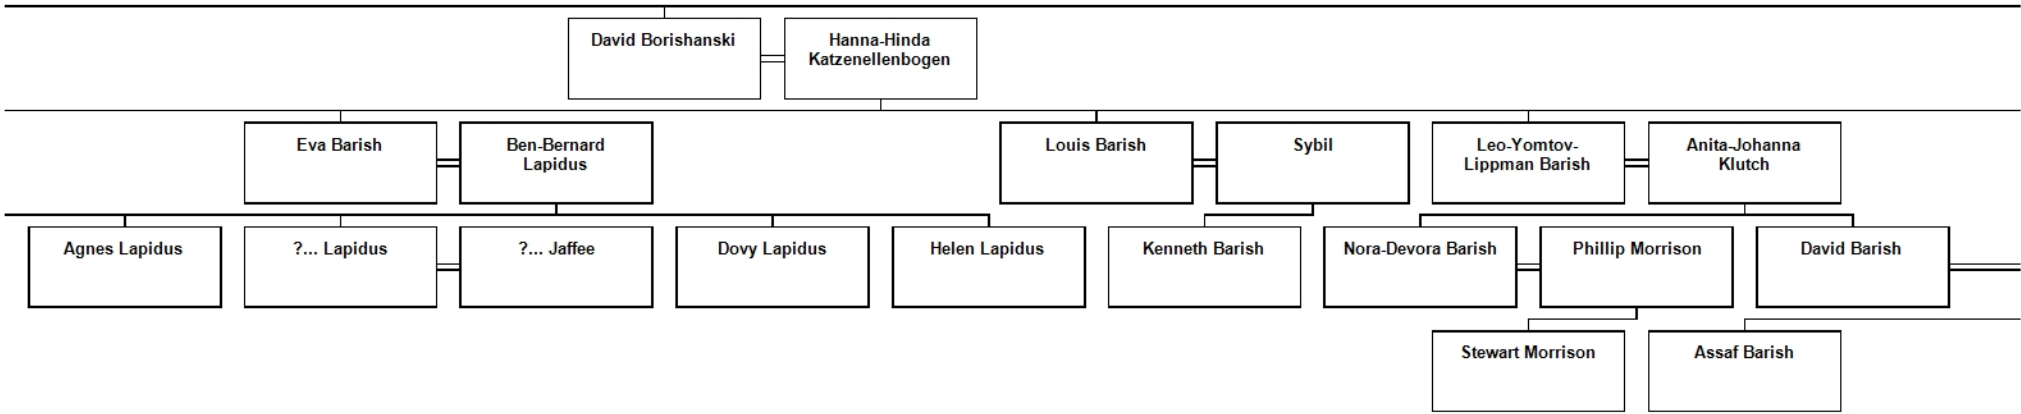 David Borishanski
Hanna-Hinda
Katzenellenbogen
Eva Barish
Ben-Bernard
Lapidus
Louis Barish
Sybil
Leo-Yomtov-
Lippman Barish
Anita-Johanna
Klutch
Agnes Lapidus
?... Lapidus
?... Jaffee
Dovy Lapidus
Helen Lapidus
Kenneth Barish
Nora-Devora Barish
Phillip Morrison
David Barish
Stewart Morrison
Assaf Barish